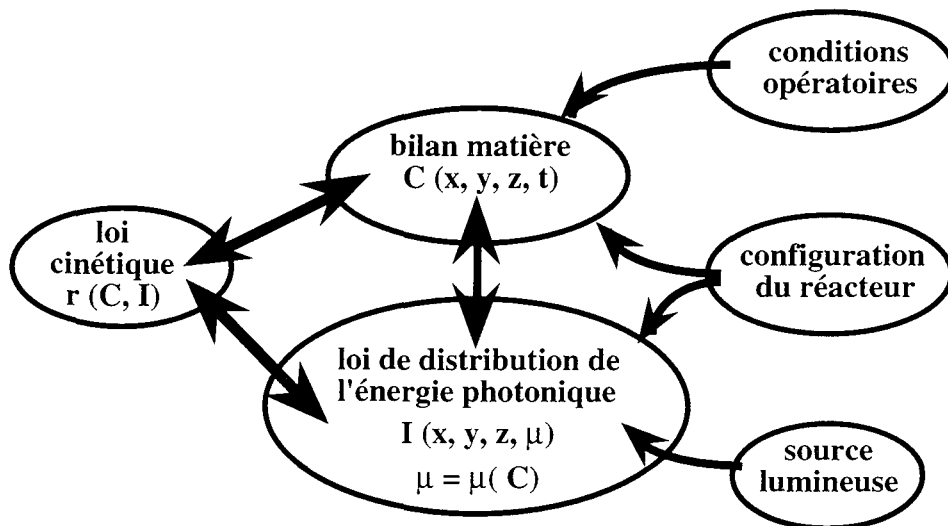 conditions
opératoires
bilan matière
C (x, y, z, t)
loi
cinétique
r (C, I)
configuration
du réacteur
loi de distribution de
l'énergie photonique
I (x, y, z, μ)
μ = μ( C)
source
lumineuse